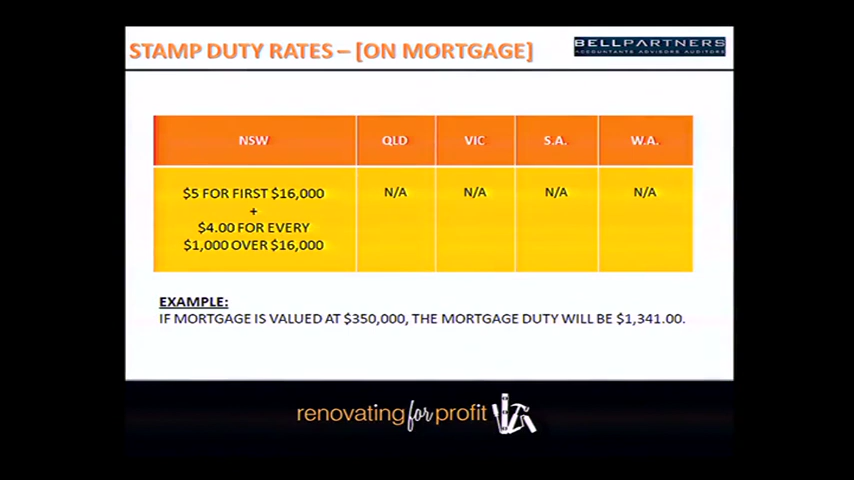 STAMP DUTY RATES – [ON MORTGAGE]
BELLPARTNERS
ACCOUNTANTS ADVISORS AUDITORS
NSW QLD VIC S.A. W.A.
$5 FOR FIRST $16,000 N/A N/A N/A N/A
+
$4.00 FOR EVERY
$1,000 OVER $16,000
EXAMPLE:
IF MORTGAGE IS VALUED AT $350,000, THE MORTGAGE DUTY WILL BE $1,341.00.
renovating for profit